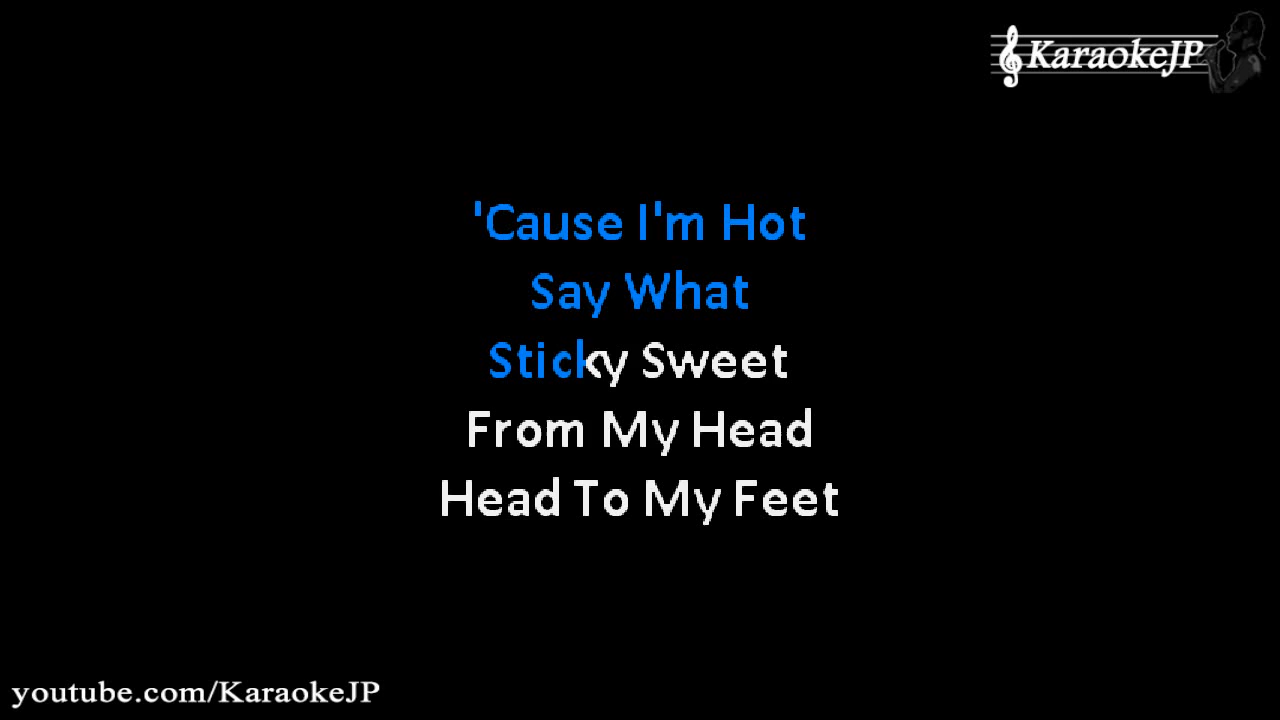 KaraokeJP
'Cause I'm Hot
Say What
Sticky Sweet
From My Head
Head To My Feet
youtube.com/KaraokeJP